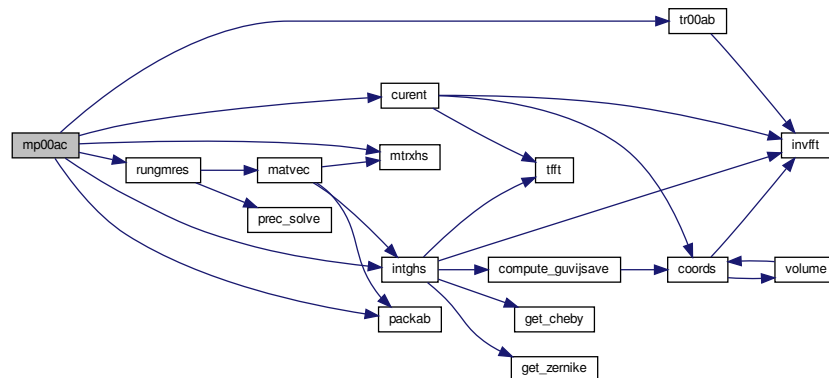 mp00ac
tr00ab
curent
mtrxhs
rungmres
matvec
prec_solve
intghs
packab
tfft
invfft
compute_guvijsave
coords
volume
get_cheby
get_zernike